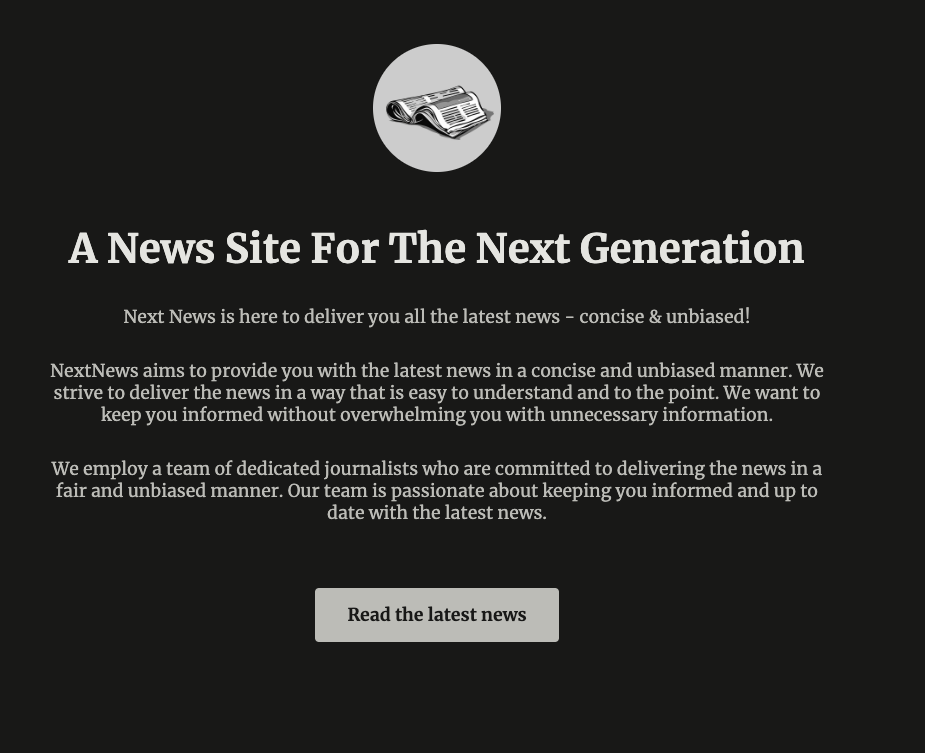 A News Site For The Next Generation
Next News is here to deliver you all the latest news - concise & unbiased!
NextNews aims to provide you with the latest news in a concise and unbiased manner. We
strive to deliver the news in a way that is easy to understand and to the point. We want to
keep you informed without overwhelming you with unnecessary information.
We employ a team of dedicated journalists who are committed to delivering the news in a
fair and unbiased manner. Our team is passionate about keeping you informed and up to
date with the latest news.
Read the latest news